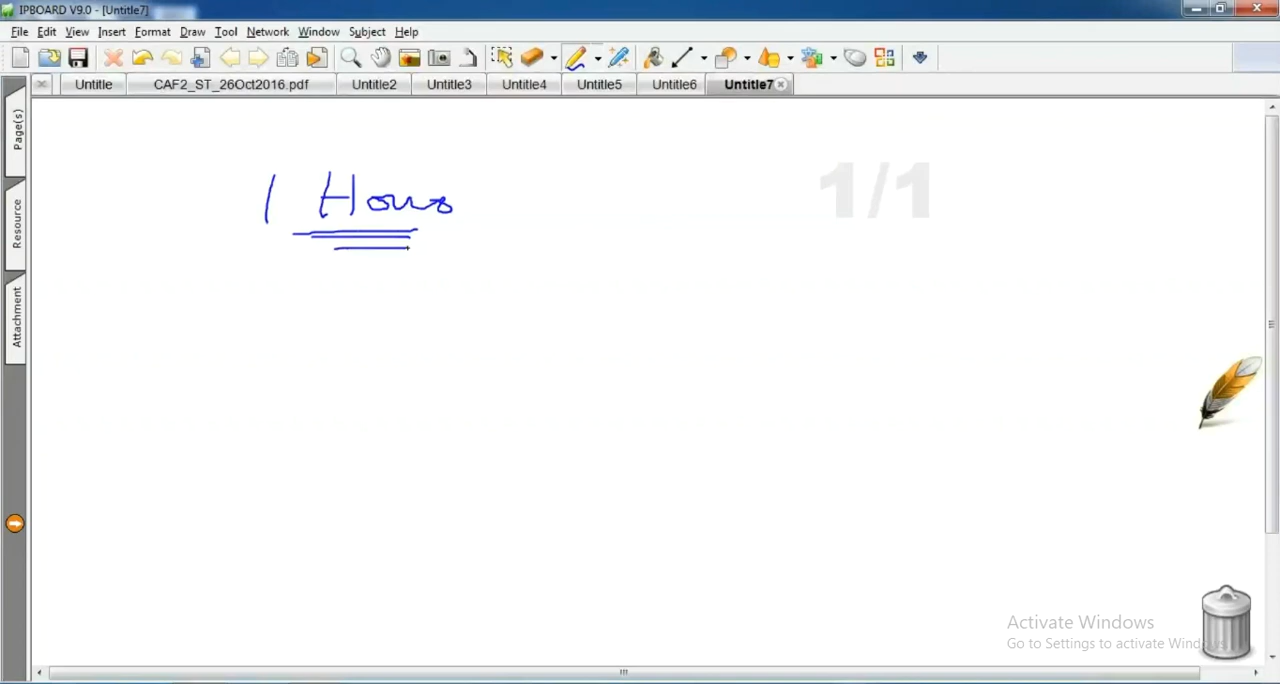 IPBOARD V9.0 - [Untitle7]
File Edit View Insert Format Draw Tool Network Window Subject Help
Untitle CAF2_ST_26Oct2016.pdf Untitle2 Untitle3 Untitle4 Untitle5 Untitle6 Untitle7
Page(s)
Resource
Attachment
1/1
1 Hours
Activate Windows
Go to Settings to activate Windows